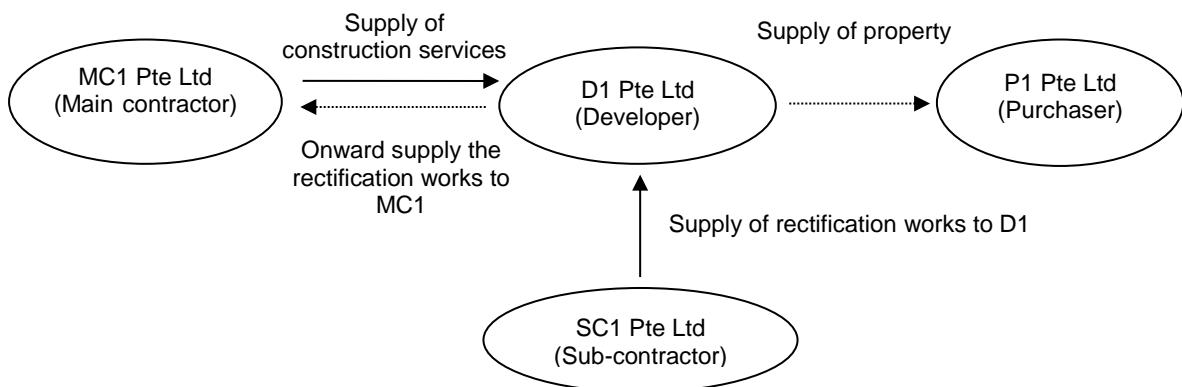 Supply of
construction services
Supply of property
MC1 Pte Ltd
(Main contractor)
D1 Pte Ltd
(Developer)
P1 Pte Ltd
(Purchaser)
Onward supply the
rectification works to
MC1
Supply of rectification works to D1
SC1 Pte Ltd
(Sub-contractor)